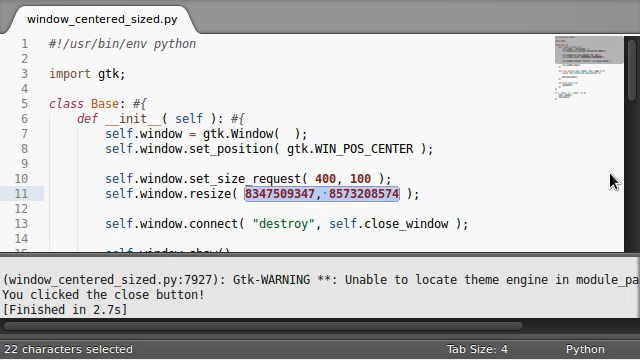 window_centered_sized.py
1 #!/usr/bin/env python
2
3 import gtk;
4
5 class Base: #{
6 def __init__( self ): #{
7 self.window = gtk.Window(  );
8 self.window.set_position( gtk.WIN_POS_CENTER );
9
10 self.window.set_size_request( 400, 100 );
11 self.window.resize( 8347509347, 8573208574 );
12
13 self.window.connect( "destroy", self.close_window );
14
(window_centered_sized.py:7927): Gtk-WARNING **: Unable to locate theme engine in module_pa
You clicked the close button!
[Finished in 2.7s]
22 characters selected Tab Size: 4 Python